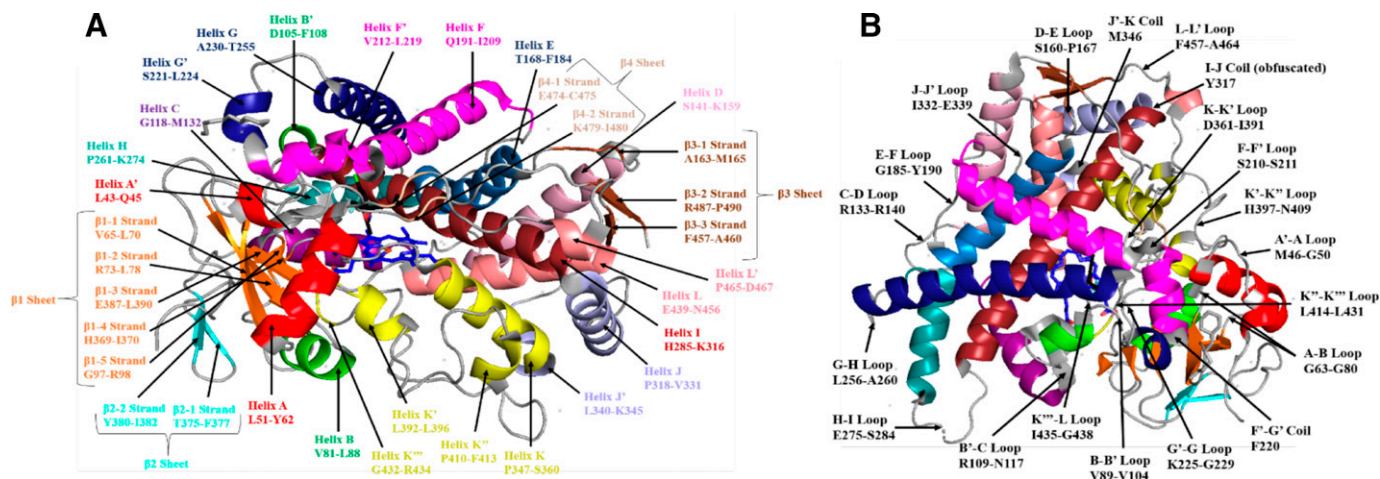 A
Helix B'
D105-F108
Helix G
A230-T255
Helix F'
V212-L219
Helix F
Q191-I209
Helix E
T168-F184
β4 Sheet
β4-1 Strand
E474-C475
β4-2 Strand
K479-I480
Helix D
S141-K159
Helix G'
S221-L224
Helix C
G118-M132
Helix H
P261-K274
Helix A'
L43-Q45
β1-1 Strand
V65-L70
β1-2 Strand
R73-L78
β1 Sheet
β1-3 Strand
E387-L390
β1-4 Strand
H369-I370
β1-5 Strand
G97-R98
β2-2 Strand
Y380-I382
β2-1 Strand
T375-F377
β2 Sheet
Helix A
L51-Y62
Helix B
V81-L88
Helix K'
L392-L396
Helix K'''
G432-R434
Helix K''
P410-F413
Helix K
P347-S360
Helix J'
L340-K345
Helix J
P318-V331
Helix I
H285-K316
Helix L
E439-N456
Helix L'
P465-D467
β3-1 Strand
A163-M165
β3-2 Strand
R487-P490
β3 Sheet
β3-3 Strand
F457-A460
B
D-E Loop
S160-P167
J'-K Coil
M346
L-L' Loop
F457-A464
I-J Coil (obfuscated)
Y317
K-K' Loop
D361-I391
F-F' Loop
S210-S211
K'-K'' Loop
H397-N409
A'-A Loop
M46-G50
K''-K''' Loop
L414-L431
A-B Loop
G63-G80
F'-G' Coil
F220
G'-G Loop
K225-G229
B-B' Loop
V89-V104
K'''-L Loop
I435-G438
B'-C Loop
R109-N117
H-I Loop
E275-S284
G-H Loop
L256-A260
C-D Loop
R133-R140
E-F Loop
G185-Y190
J-J' Loop
I332-E339